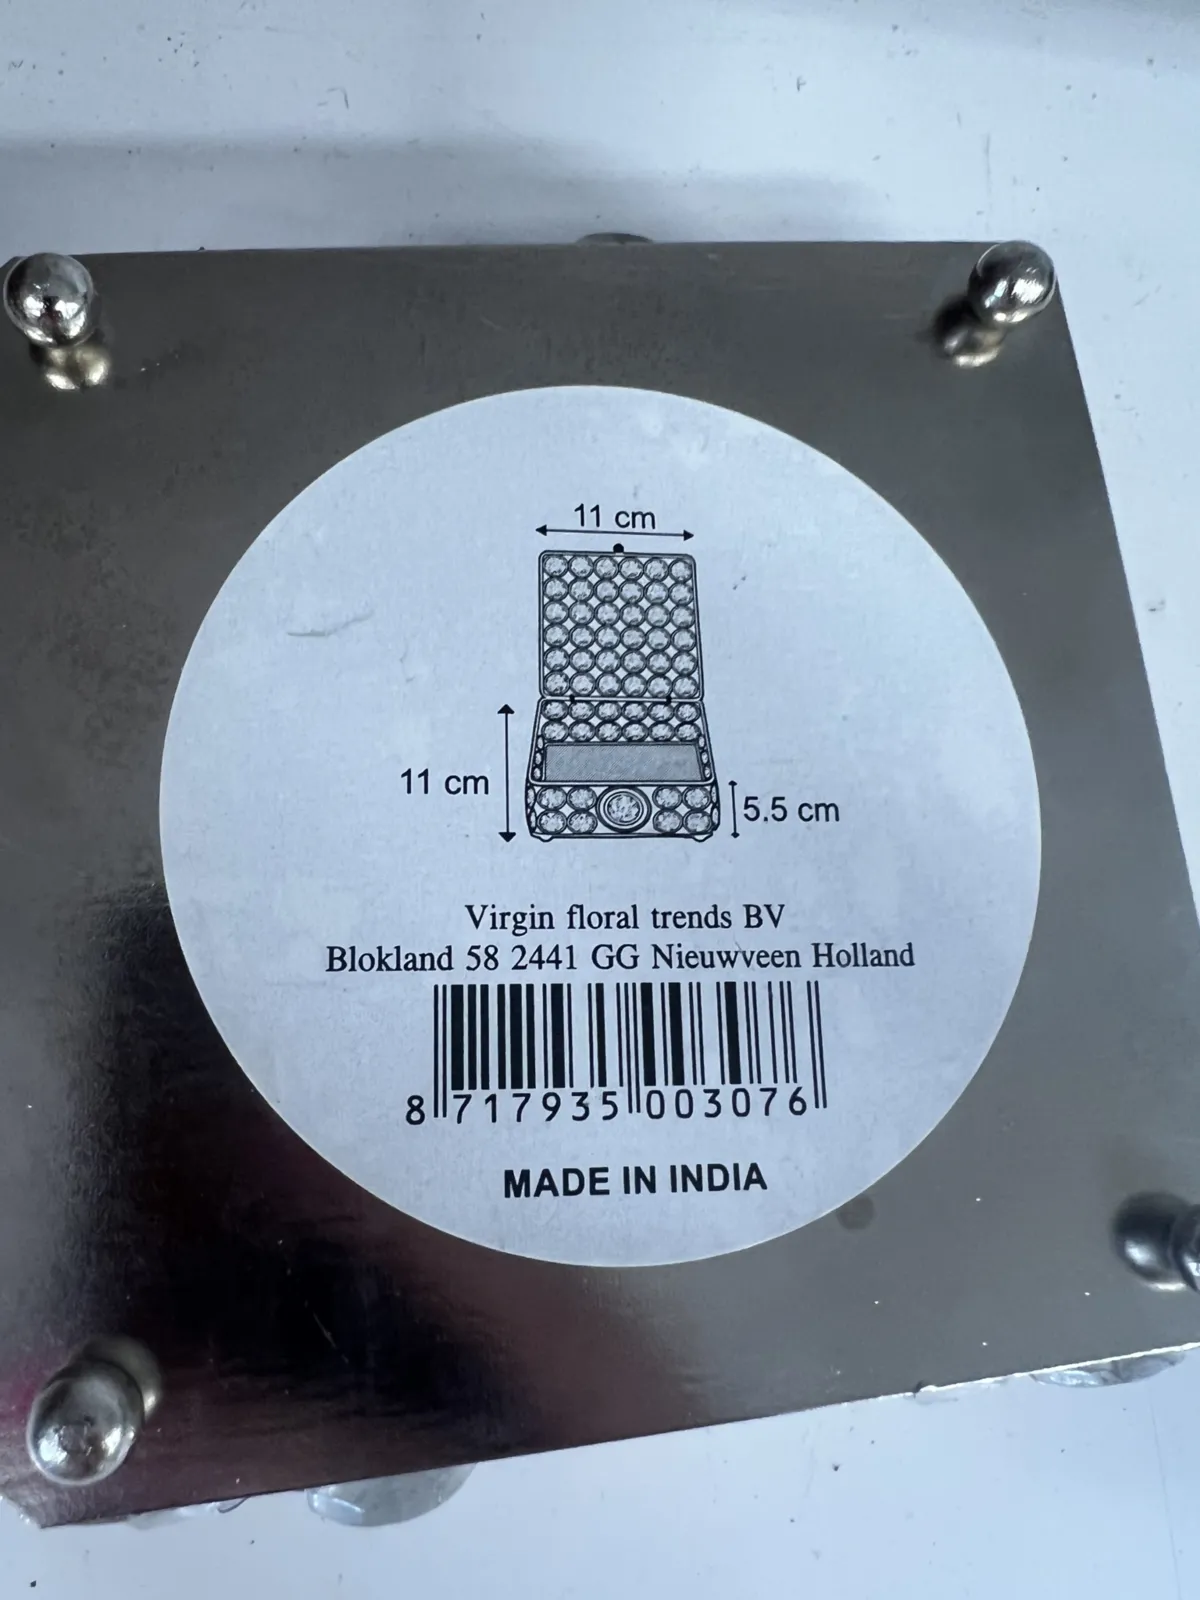 11 cm
11 cm
5.5 cm
Virgin floral trends BV
Blokland 58 2441 GG Nieuwveen Holland
8 717935 003076
MADE IN INDIA